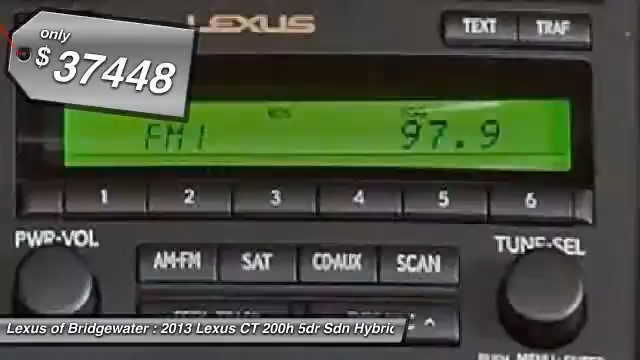 only
$ 37448
LEXUS
TEXT TRAF
FM1 97.9
1 2 3 4 5 6
PWR·VOL
TUNE·SEL
AM·FM SAT CD·AUX SCAN
Lexus of Bridgewater : 2013 Lexus CT 200h 5dr Sdn Hybrid